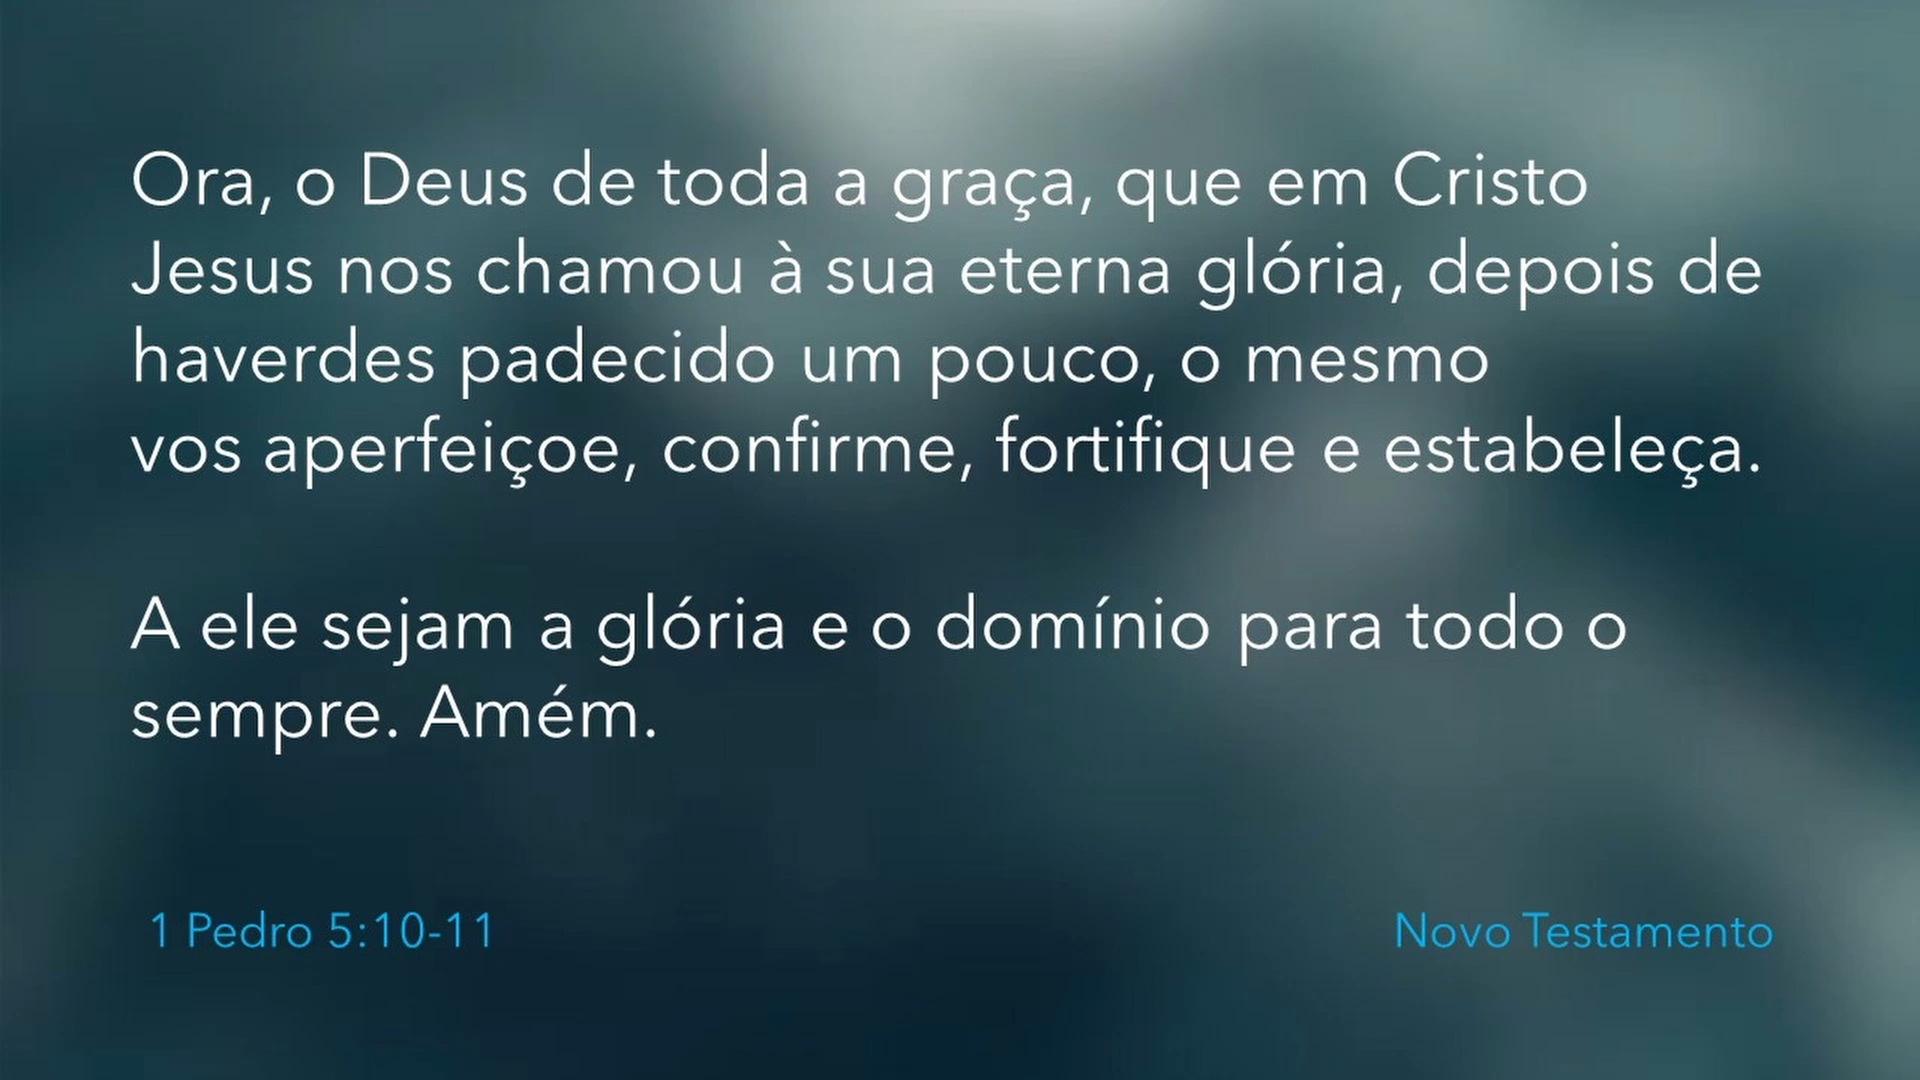 Ora, o Deus de toda a graça, que em Cristo
Jesus nos chamou à sua eterna glória, depois de
haverdes padecido um pouco, o mesmo
vos aperfeiçoe, confirme, fortifique e estabeleça.
A ele sejam a glória e o domínio para todo o
sempre. Amém.
1 Pedro 5:10-11
Novo Testamento